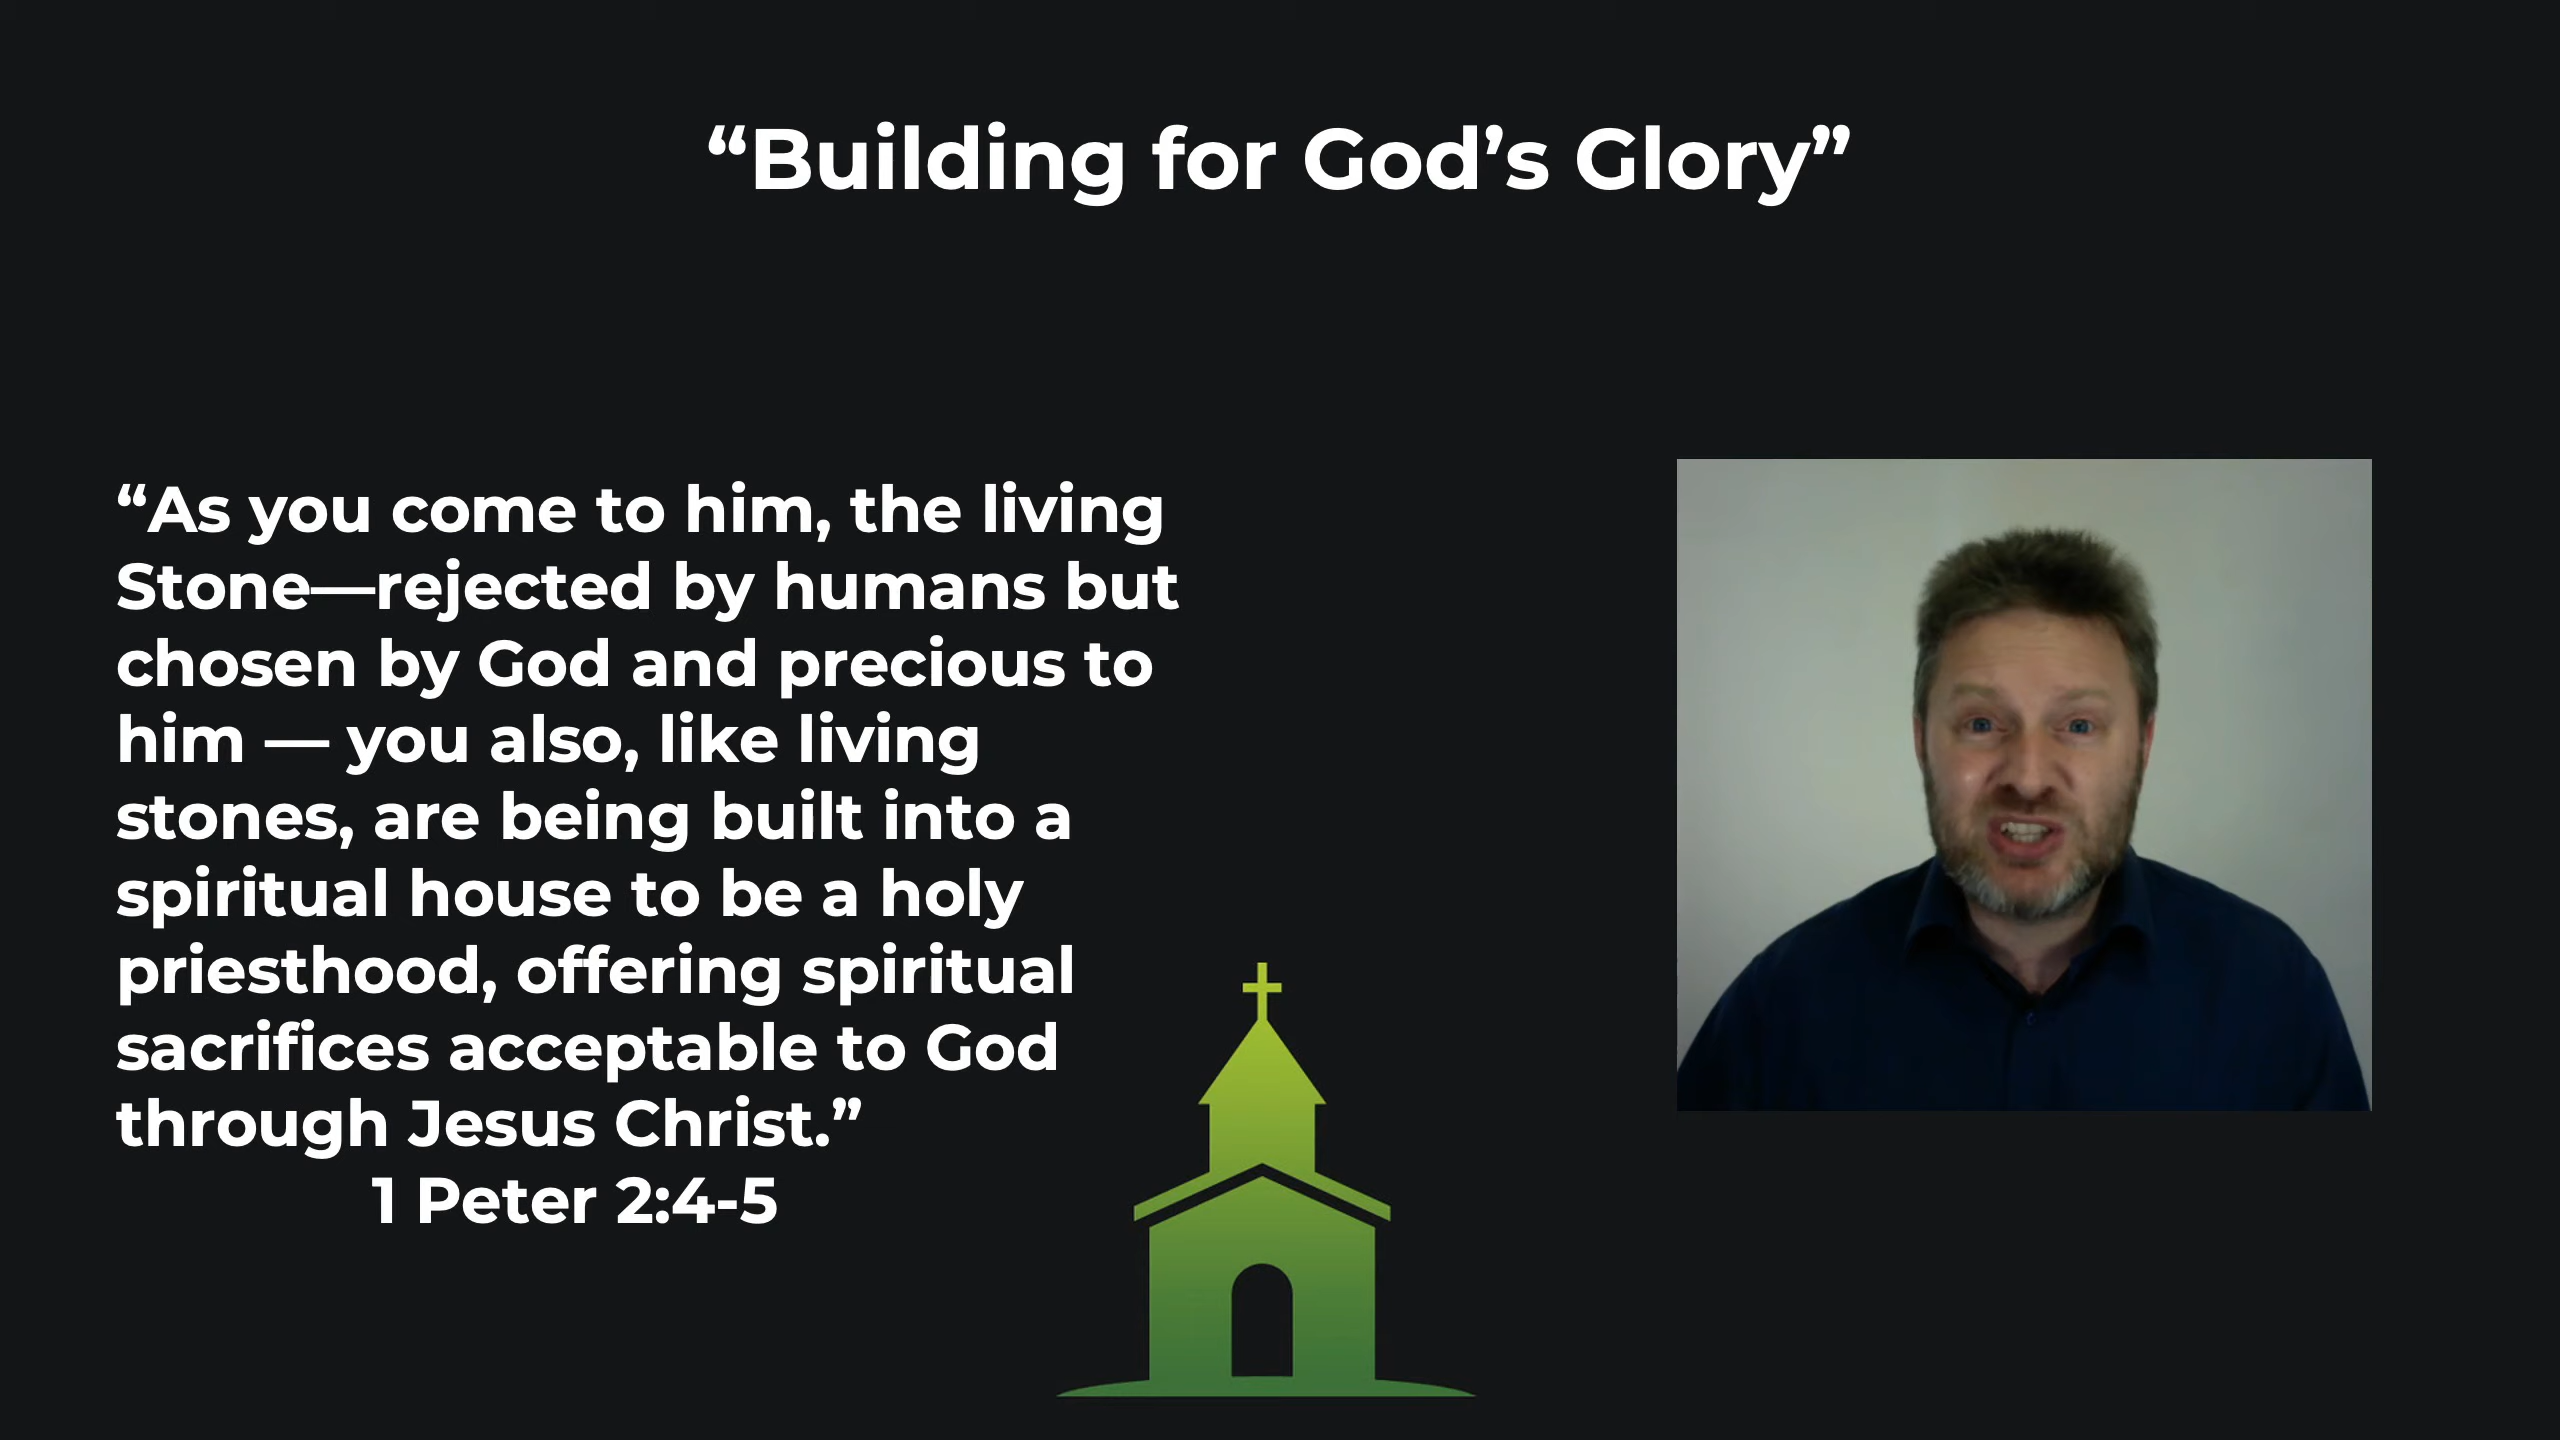 “Building for God’s Glory”
“As you come to him, the living
Stone—rejected by humans but
chosen by God and precious to
him — you also, like living
stones, are being built into a
spiritual house to be a holy
priesthood, offering spiritual
sacrifices acceptable to God
through Jesus Christ.”
1 Peter 2:4-5